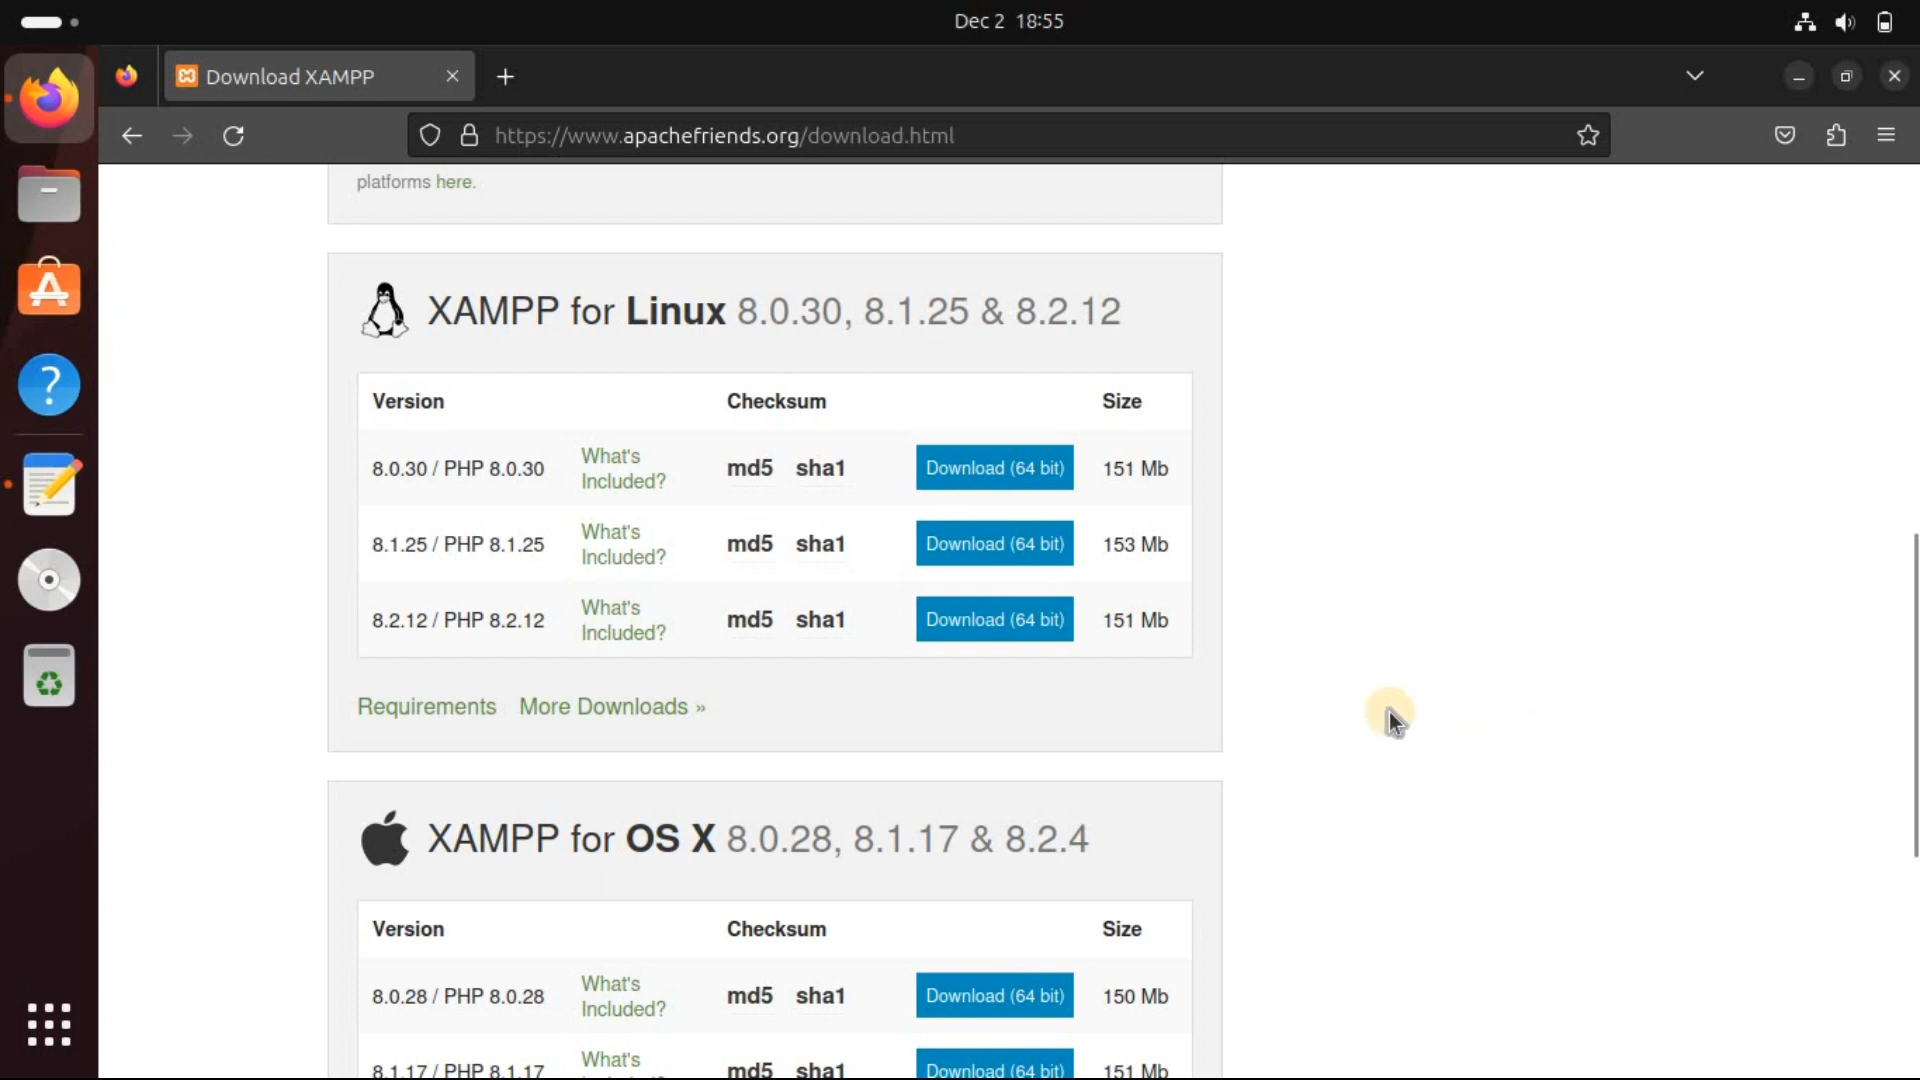 Dec 2 18:55
Download XAMPP
https://www.apachefriends.org/download.html
platforms here.
XAMPP for Linux 8.0.30, 8.1.25 & 8.2.12
Version Checksum Size
8.0.30 / PHP 8.0.30 What's Included? md5 sha1 Download (64 bit) 151 Mb
8.1.25 / PHP 8.1.25 What's Included? md5 sha1 Download (64 bit) 153 Mb
8.2.12 / PHP 8.2.12 What's Included? md5 sha1 Download (64 bit) 151 Mb
Requirements More Downloads »
XAMPP for OS X 8.0.28, 8.1.17 & 8.2.4
Version Checksum Size
8.0.28 / PHP 8.0.28 What's Included? md5 sha1 Download (64 bit) 150 Mb
8.1.17 / PHP 8.1.17 What's md5 sha1 Download (64 bit) 151 Mb